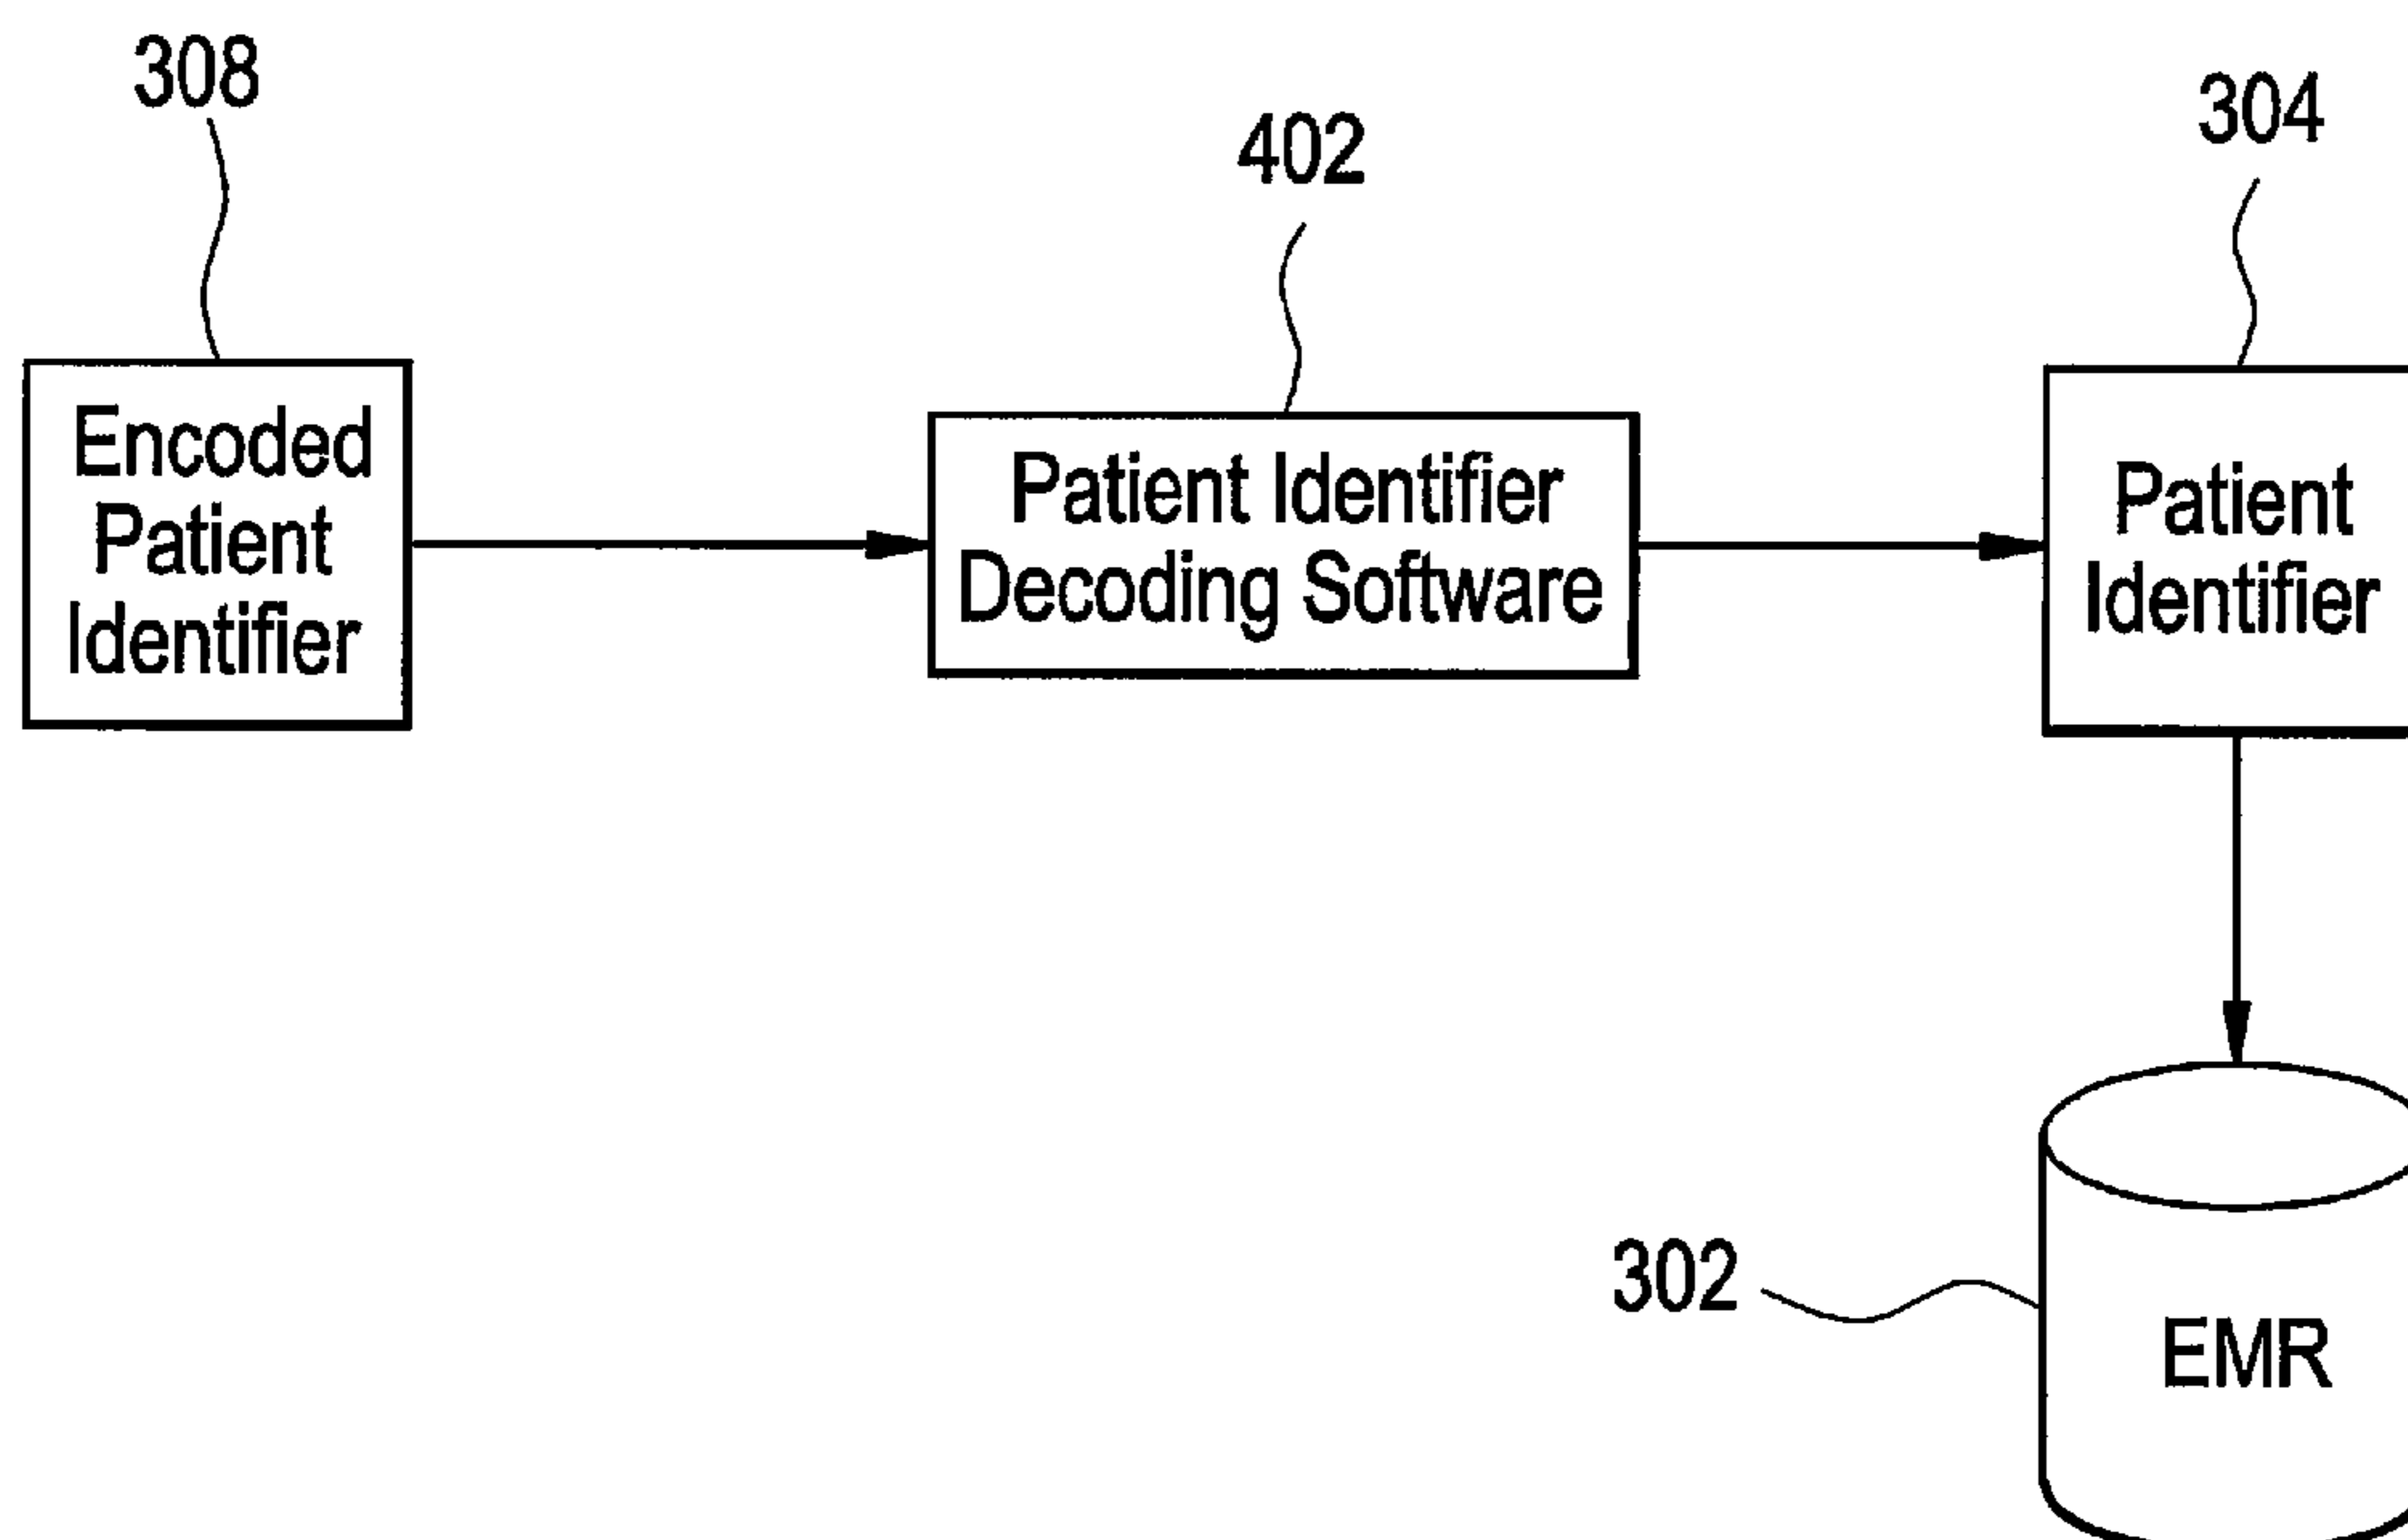 308
402
304
Encoded
Patient
Identifier
Patient Identifier
Decoding Software
Patient
Identifier
302
EMR